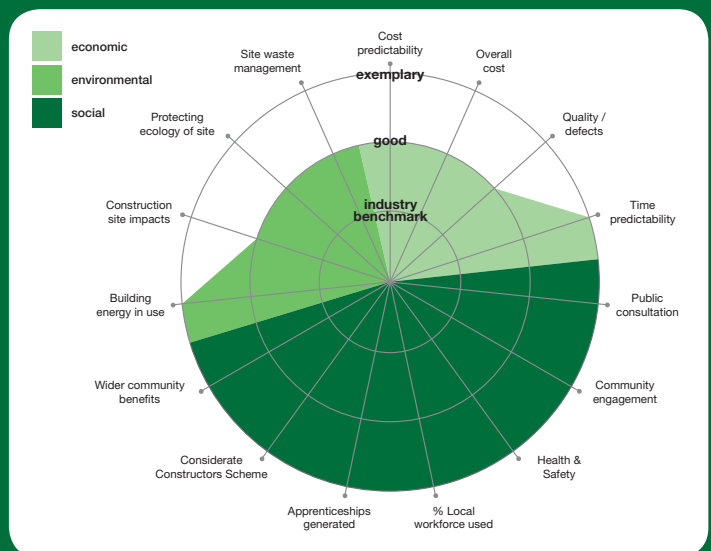 economic
environmental
social
Cost
predictability
Overall
cost
Quality /
defects
Time
predictability
Public
consultation
Community
engagement
Health &
Safety
% Local
workforce used
Apprenticeships
generated
Considerate
Constructors Scheme
Wider community
benefits
Building
energy in use
Construction
site impacts
Protecting
ecology of site
Site waste
management
exemplary
good
industry
benchmark